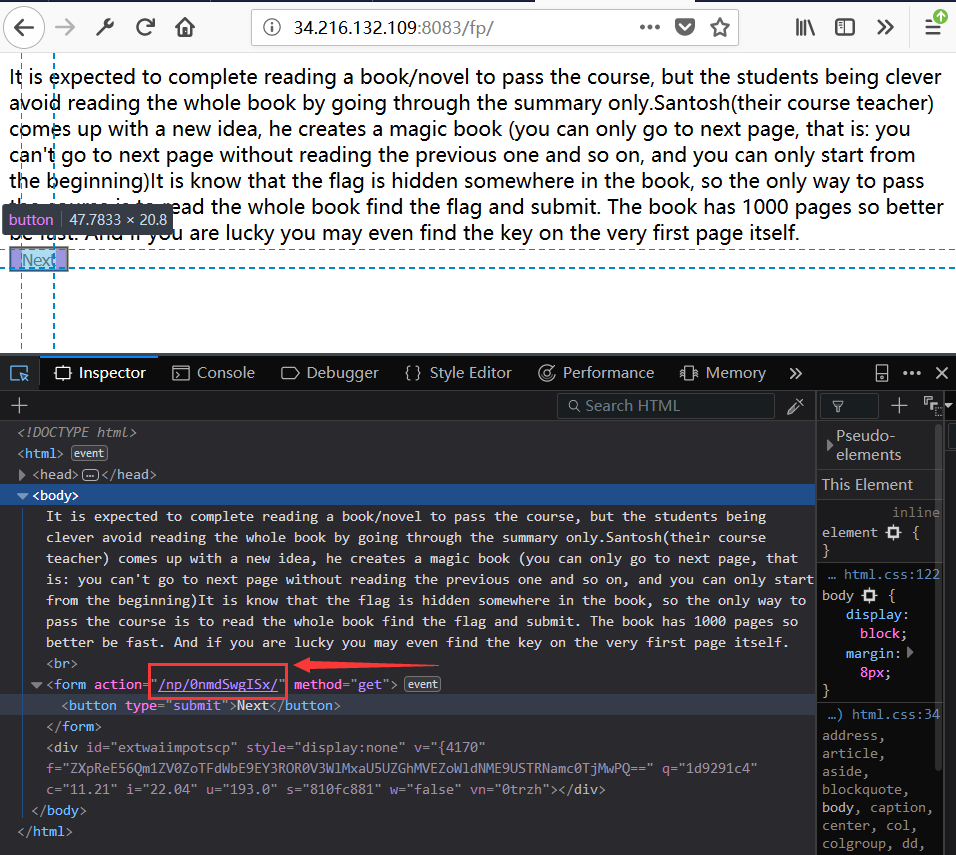 34.216.132.109:8083/fp/
It is expected to complete reading a book/novel to pass the course, but the students being clever
avoid reading the whole book by going through the summary only.Santosh(their course teacher)
comes up with a new idea, he creates a magic book (you can only go to next page, that is: you
can't go to next page without reading the previous one and so on, and you can only start from
the beginning)It is know that the flag is hidden somewhere in the book, so the only way to pass
button 47.7833 × 20.8 read the whole book find the flag and submit. The book has 1000 pages so better
be fast. And if you are lucky you may even find the key on the very first page itself.
Next
Inspector Console Debugger {} Style Editor Performance Memory
+ Search HTML
<!DOCTYPE html>
<html> event
<head></head>
<body>
It is expected to complete reading a book/novel to pass the course, but the students being
clever avoid reading the whole book by going through the summary only.Santosh(their course
teacher) comes up with a new idea, he creates a magic book (you can only go to next page, that
is: you can't go to next page without reading the previous one and so on, and you can only start
from the beginning)It is know that the flag is hidden somewhere in the book, so the only way to
pass the course is to read the whole book find the flag and submit. The book has 1000 pages so
better be fast. And if you are lucky you may even find the key on the very first page itself.
<br>
<form action="/np/0nmdSwgISx/" method="get"> event
<button type="submit">Next</button>
</form>
<div id="extwaiimpotscp" style="display:none" v="{4170"
f="ZXpReE56Qm1ZV0ZoTFdWbE9EY3ROR0V3WlMxaU5UZGhMVEZoWldNME9USTRNamc0TjMwPQ==" q="1d9291c4"
c="11.21" i="22.04" u="193.0" s="810fc881" w="false" vn="0trzh"></div>
</body>
</html>
Pseudo-
elements
This Element
inline
element {
}
… html.css:122
body {
display:
block;
margin:
8px;
}
…) html.css:34
address,
article,
aside,
blockquote,
body, caption,
center, col,
colgroup, dd,